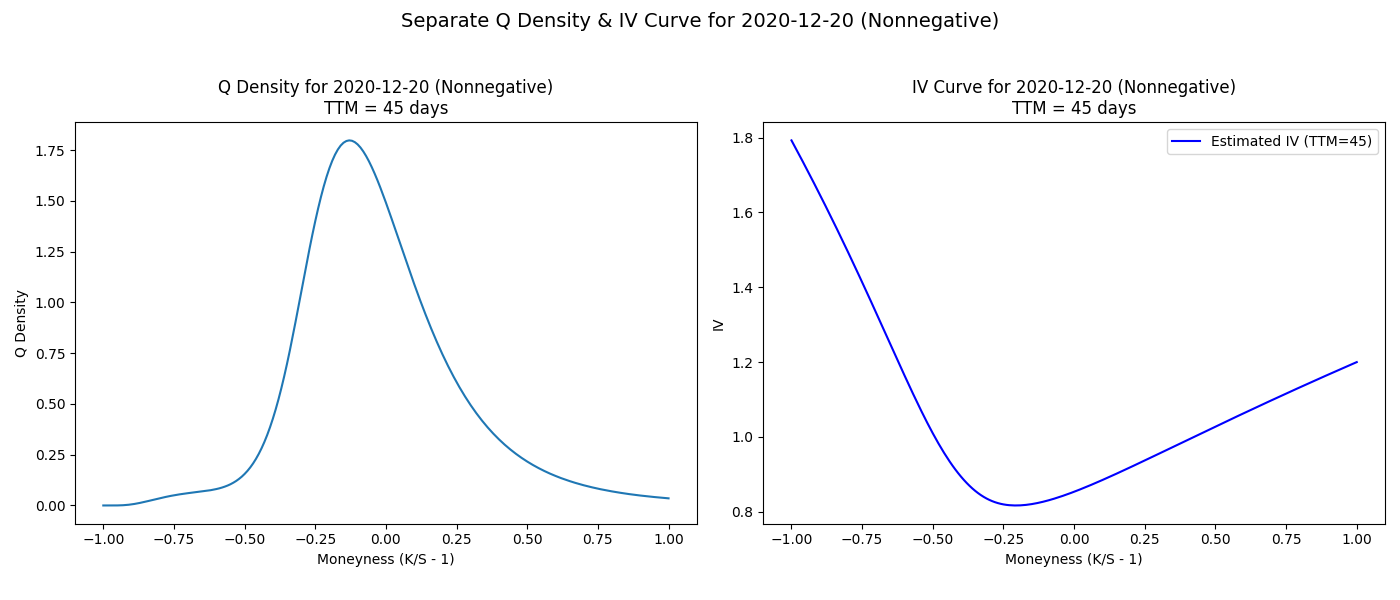 Separate Q Density & IV Curve for 2020-12-20 (Nonnegative)
Q Density for 2020-12-20 (Nonnegative)
TTM = 45 days
Q Density
1.75
1.50
1.25
1.00
0.75
0.50
0.25
0.00
−1.00 −0.75 −0.50 −0.25 0.00 0.25 0.50 0.75 1.00
Moneyness (K/S - 1)
IV Curve for 2020-12-20 (Nonnegative)
TTM = 45 days
Estimated IV (TTM=45)
IV
1.8
1.6
1.4
1.2
1.0
0.8
−1.00 −0.75 −0.50 −0.25 0.00 0.25 0.50 0.75 1.00
Moneyness (K/S - 1)